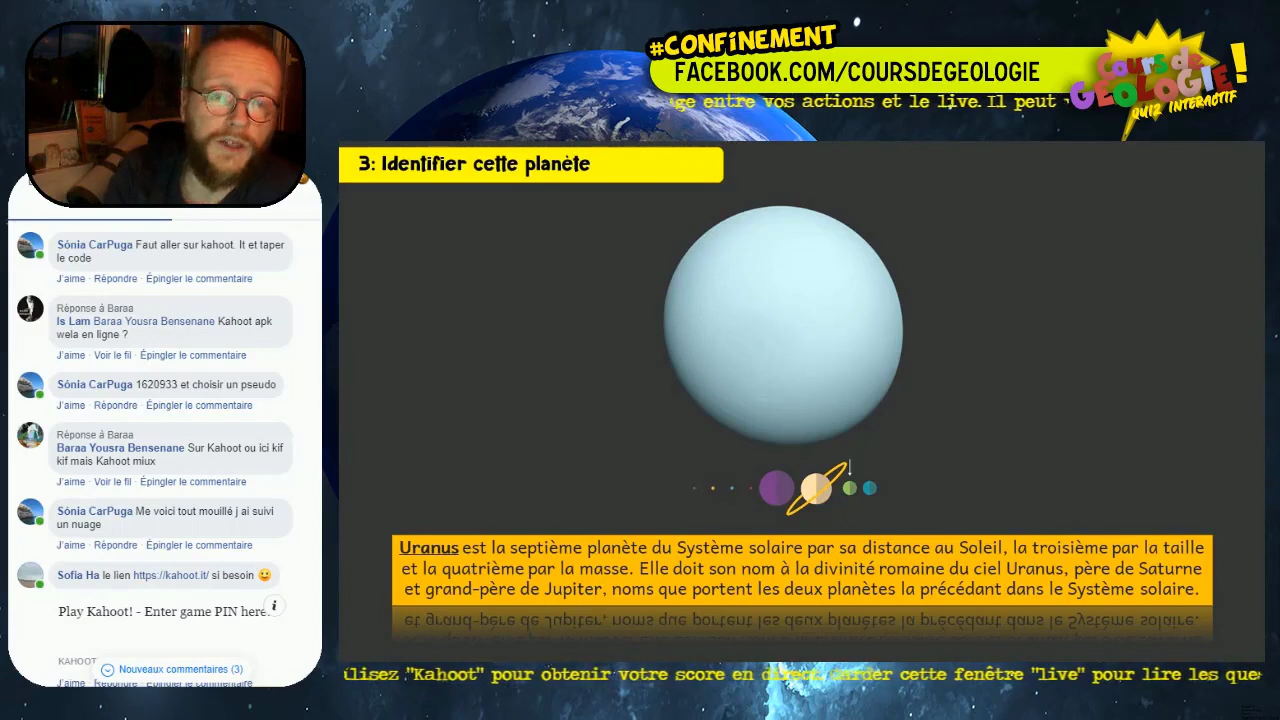 #CONFINEMENT
FACEBOOK.COM/COURSDEGEOLOGIE
Cours de
GEOLOGIE!
QUIZ INTERACTIF
ge entre vos actions et le live. Il peut
3: Identifier cette planète
Sónia CarPuga Faut aller sur kahoot. It et taper
le code
J'aime · Répondre · Épingler le commentaire
Réponse à Baraa
Is Lam Baraa Yousra Bensenane Kahoot apk
wela en ligne ?
J'aime · Voir le fil · Épingler le commentaire
Sónia CarPuga 1620933 et choisir un pseudo
J'aime · Répondre · Épingler le commentaire
Réponse à Baraa
Baraa Yousra Bensenane Sur Kahoot ou ici kif
kif mais Kahoot miux
J'aime · Voir le fil · Épingler le commentaire
Sónia CarPuga Me voici tout mouillé j ai suivi
un nuage
J'aime · Répondre · Épingler le commentaire
Sofia Ha le lien https://kahoot.it/ si besoin
Play Kahoot! - Enter game PIN here!
KAHOOT
Nouveaux commentaires (3)
J'aime · Répondre · Épingler le commentaire
Uranus est la septième planète du Système solaire par sa distance au Soleil, la troisième par la taille
et la quatrième par la masse. Elle doit son nom à la divinité romaine du ciel Uranus, père de Saturne
et grand-père de Jupiter, noms que portent les deux planètes la précédant dans le Système solaire.
ilisez "Kahoot" pour obtenir votre score en direct, garder cette fenêtre "live" pour lire les que